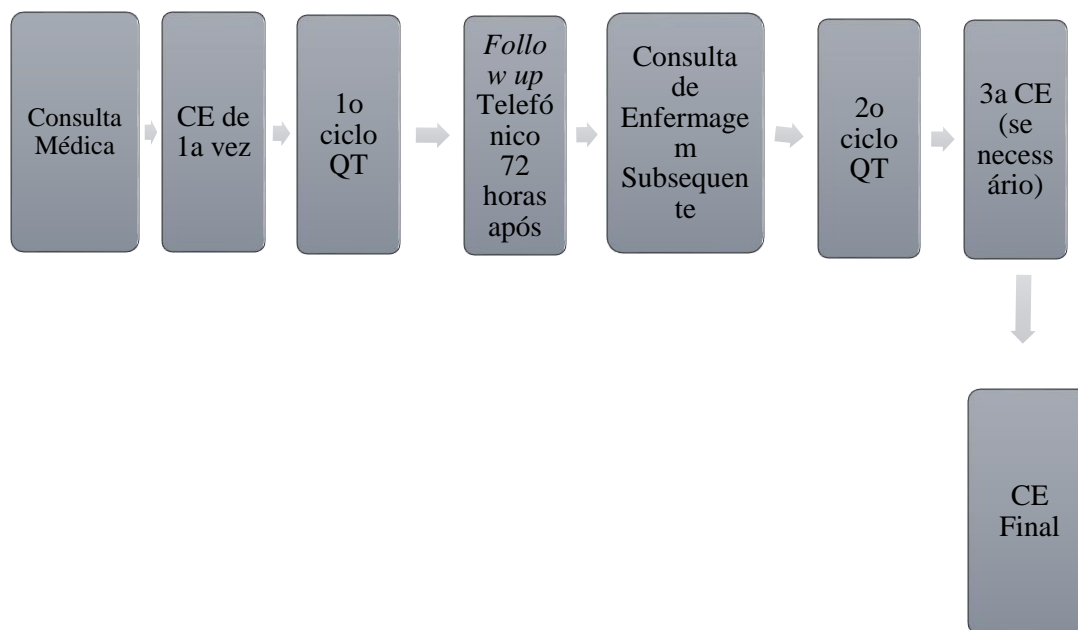 Consulta
Médica
CE de
1a vez
1o
ciclo
QT
Follo
w up
Telefó
nico
72
horas
após
Consulta
de
Enfermage
m
Subsequen
te
2o
ciclo
QT
3a CE
(se
necess
ário)
CE
Final